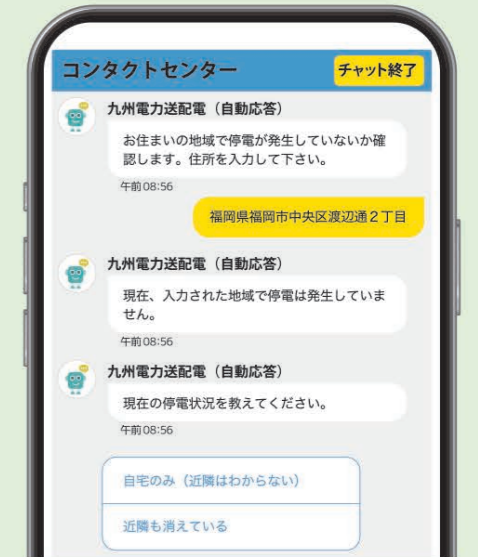 コンタクトセンター
チャット終了
九州電力送配電（自動応答）
お住まいの地域で停電が発生していないか確
認します。住所を入力して下さい。
午前08:56
福岡県福岡市中央区渡辺通２丁目
九州電力送配電（自動応答）
現在、入力された地域で停電は発生していま
せん。
午前08:56
九州電力送配電（自動応答）
現在の停電状況を教えてください。
午前08:56
自宅のみ（近隣はわからない）
近隣も消えている